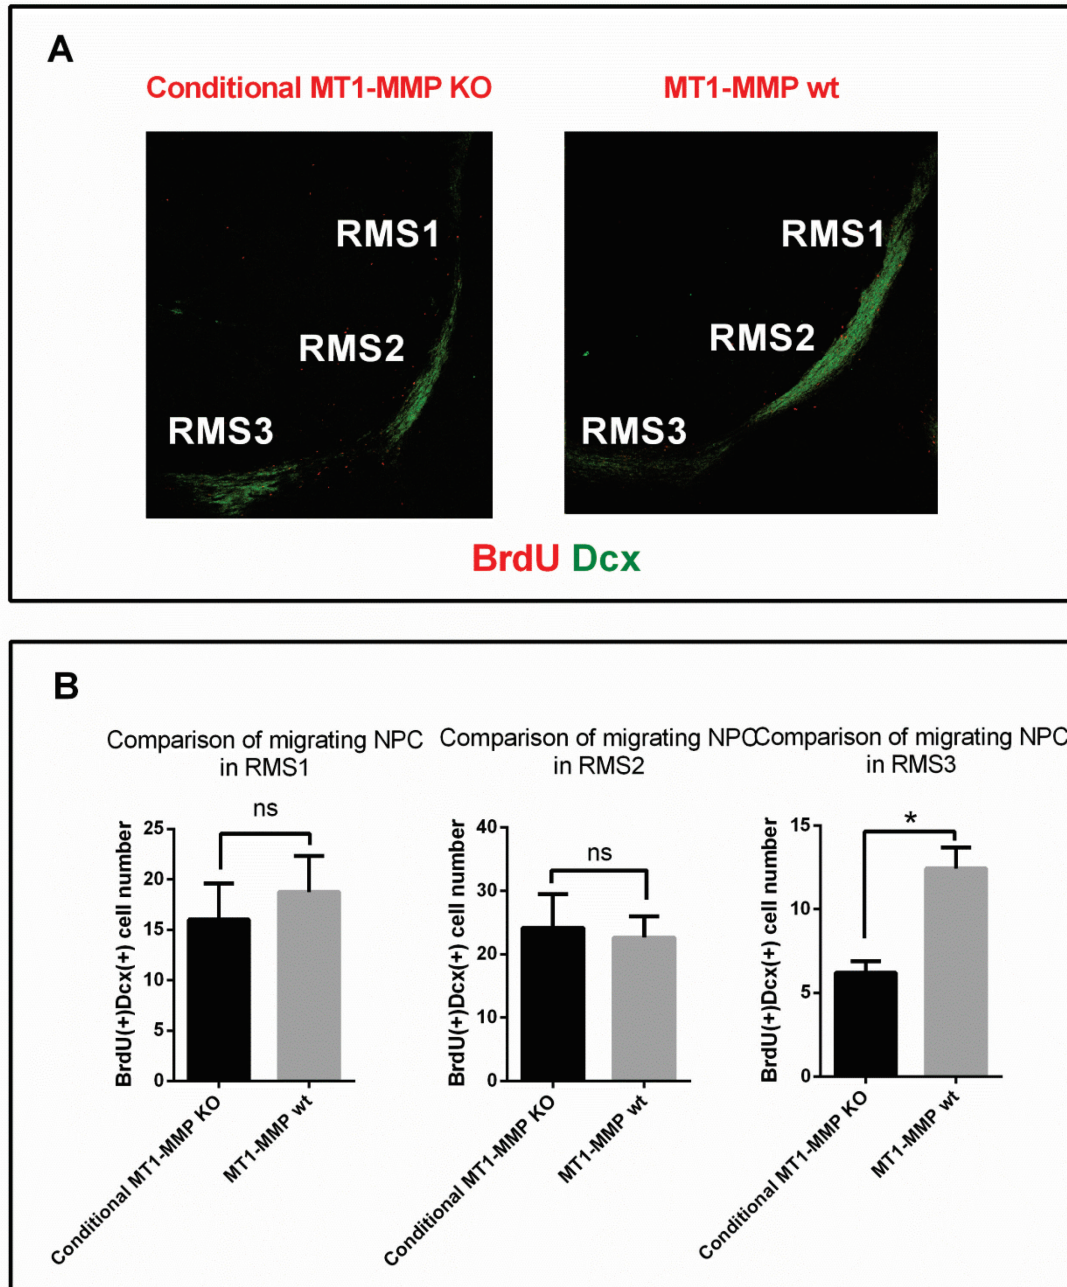 A
Conditional MT1-MMP KO
MT1-MMP wt
RMS1
RMS2
RMS3
RMS1
RMS2
RMS3
BrdU Dcx
B
Comparison of migrating NPC
in RMS1
BrdU(+)Dcx(+) cell number
25
20
15
10
5
0
ns
Conditional MT1-MMP KO
MT1-MMP wt
Comparison of migrating NPC
in RMS2
BrdU(+)Dcx(+) cell number
40
30
20
10
0
ns
Conditional MT1-MMP KO
MT1-MMP wt
Comparison of migrating NPC
in RMS3
BrdU(+)Dcx(+) cell number
15
10
5
0
*
Conditional MT1-MMP KO
MT1-MMP wt